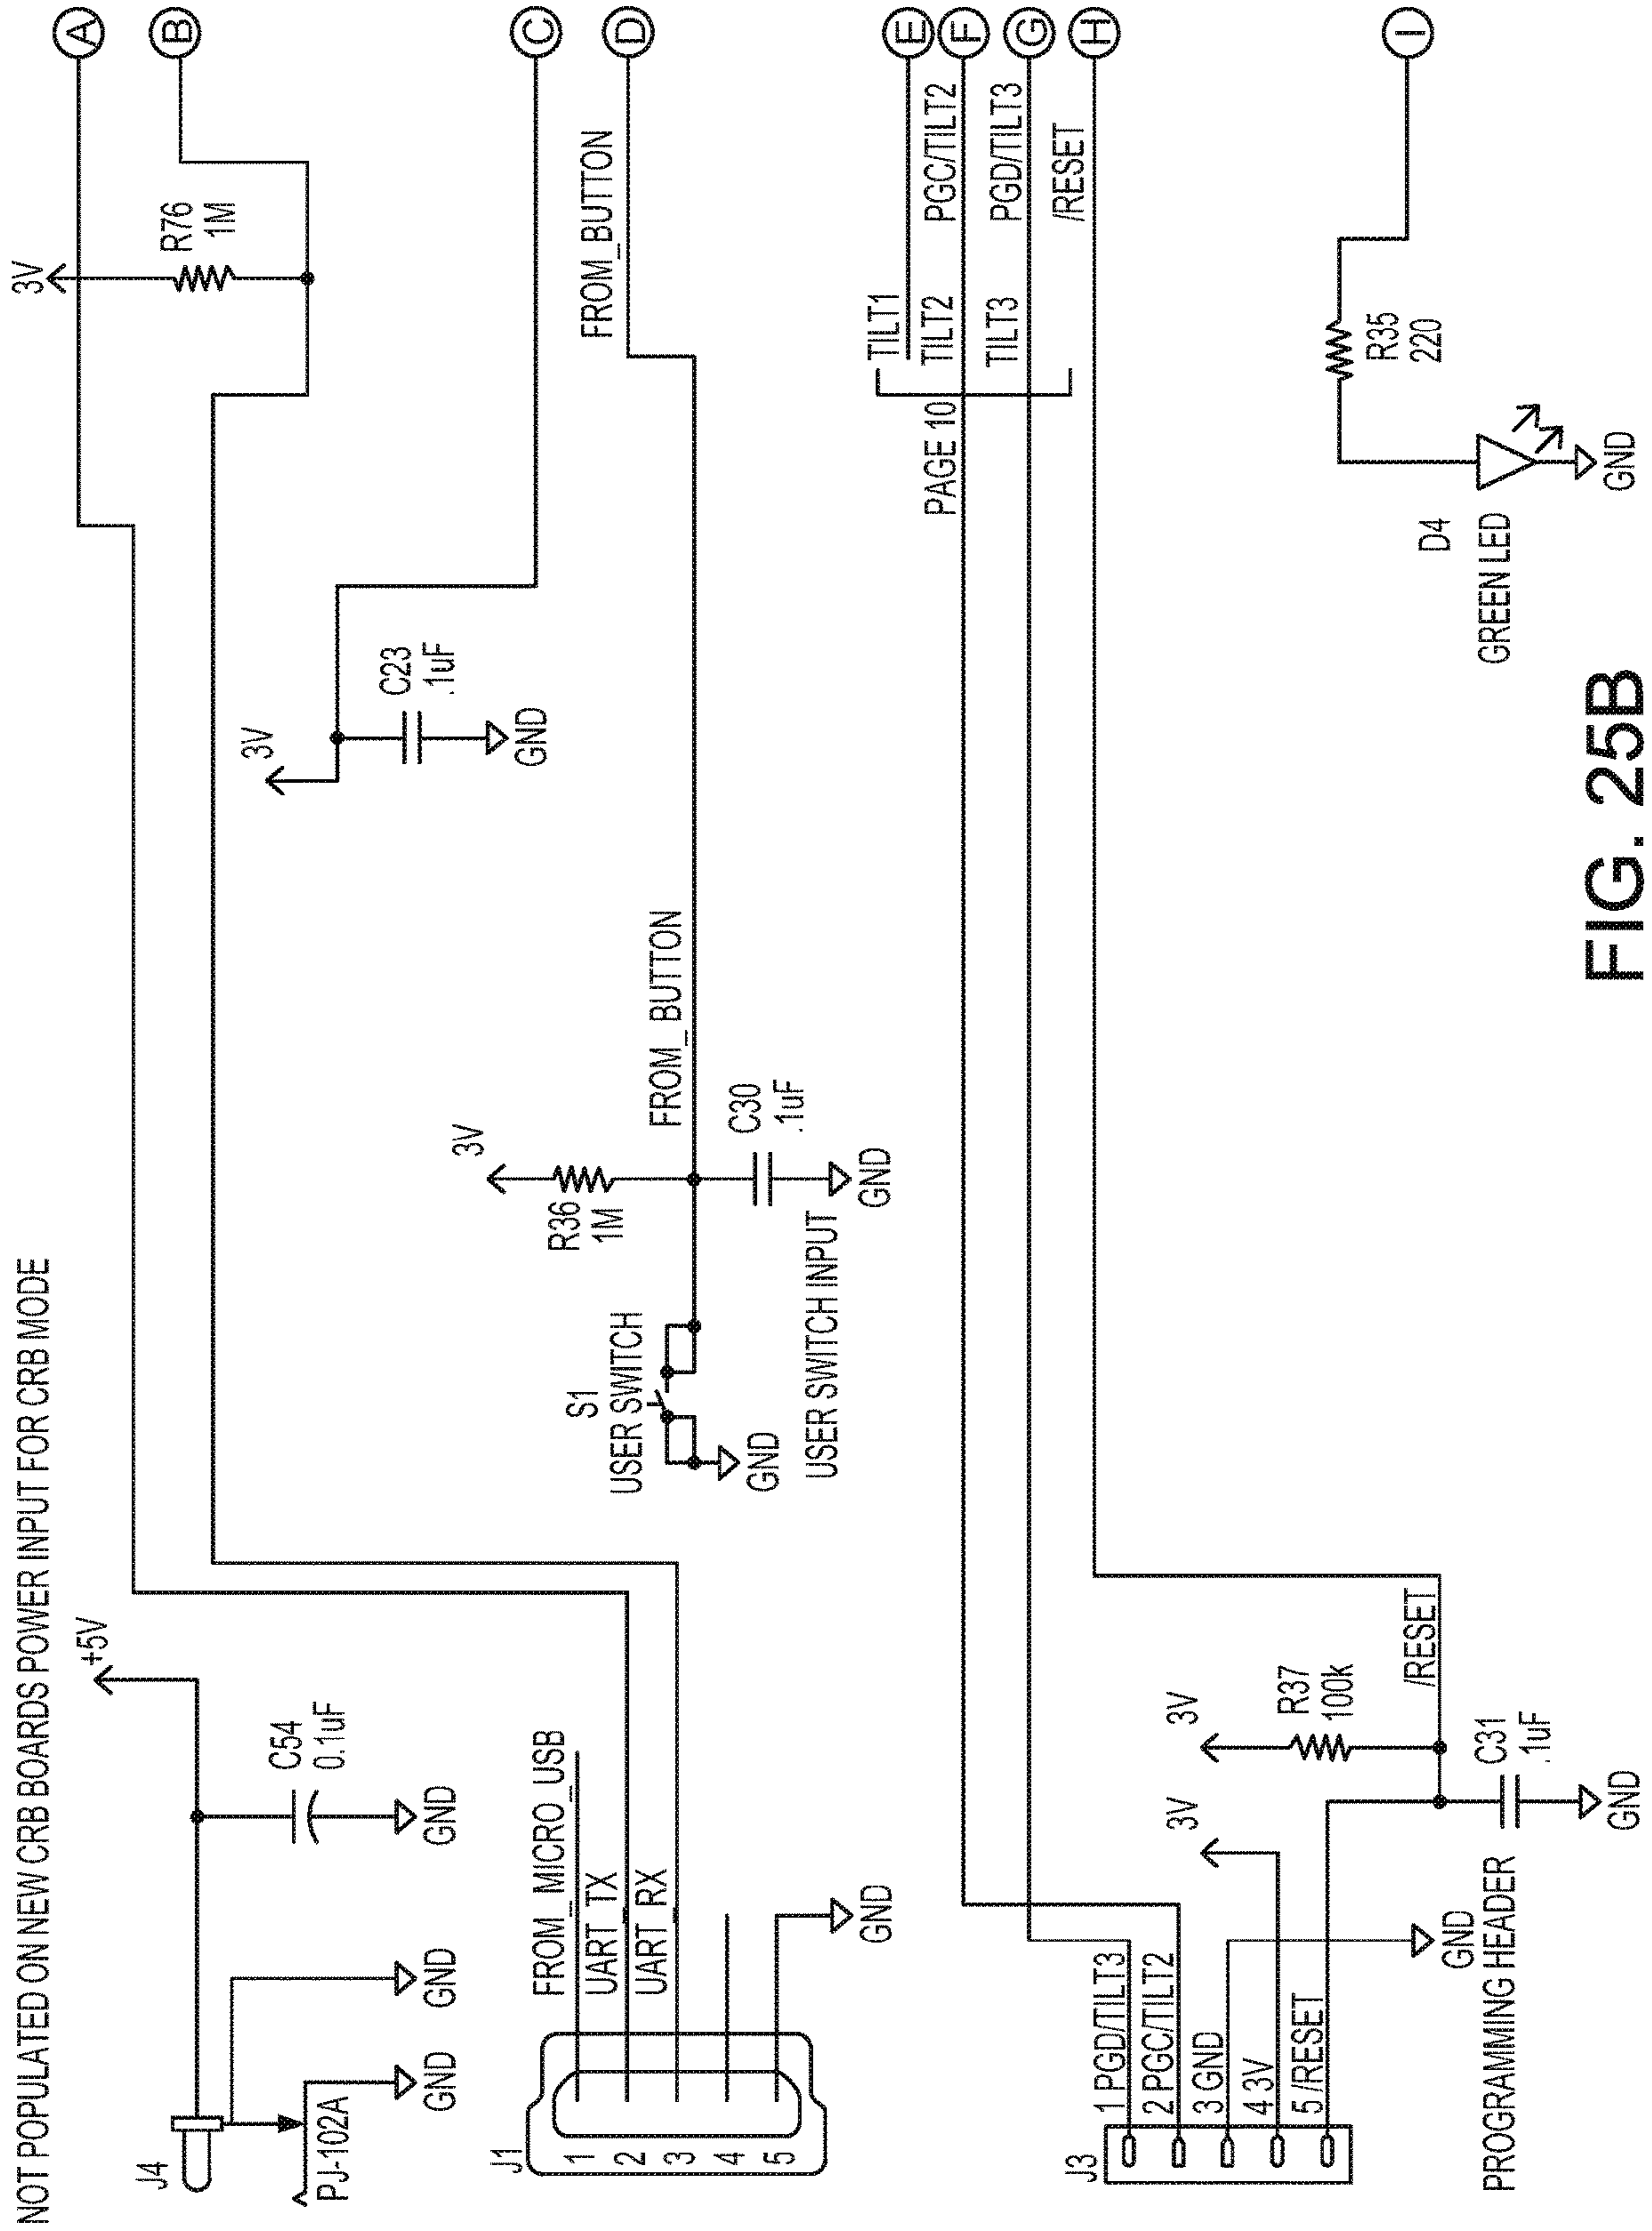 NOT POPULATED ON NEW CRB BOARDS POWER INPUT FOR CRB MODE
J4
PJ-102A
GND
GND
GND
C54
0.1uF
+5V
3V
R76
1M
A
B
C
D
J1
1
2
3
4
5
FROM_MICRO_USB
UART_TX
UART_RX
GND
3V
C23
.1uF
GND
S1
USER SWITCH
GND
USER SWITCH INPUT
3V
R36
1M
C30
.1uF
GND
FROM_BUTTON
FROM_BUTTON
E
F
G
H
I
PAGE 10
TILT1
TILT2
TILT3
PGC/TILT2
PGD/TILT3
/RESET
J3
1 PGD/TILT3
2 PGC/TILT2
3 GND
4 3V
5 /RESET
PROGRAMMING HEADER
GND
3V
3V
R37
100k
/RESET
C31
.1uF
GND
R35
220
D4
GREEN LED
GND
FIG. 25B